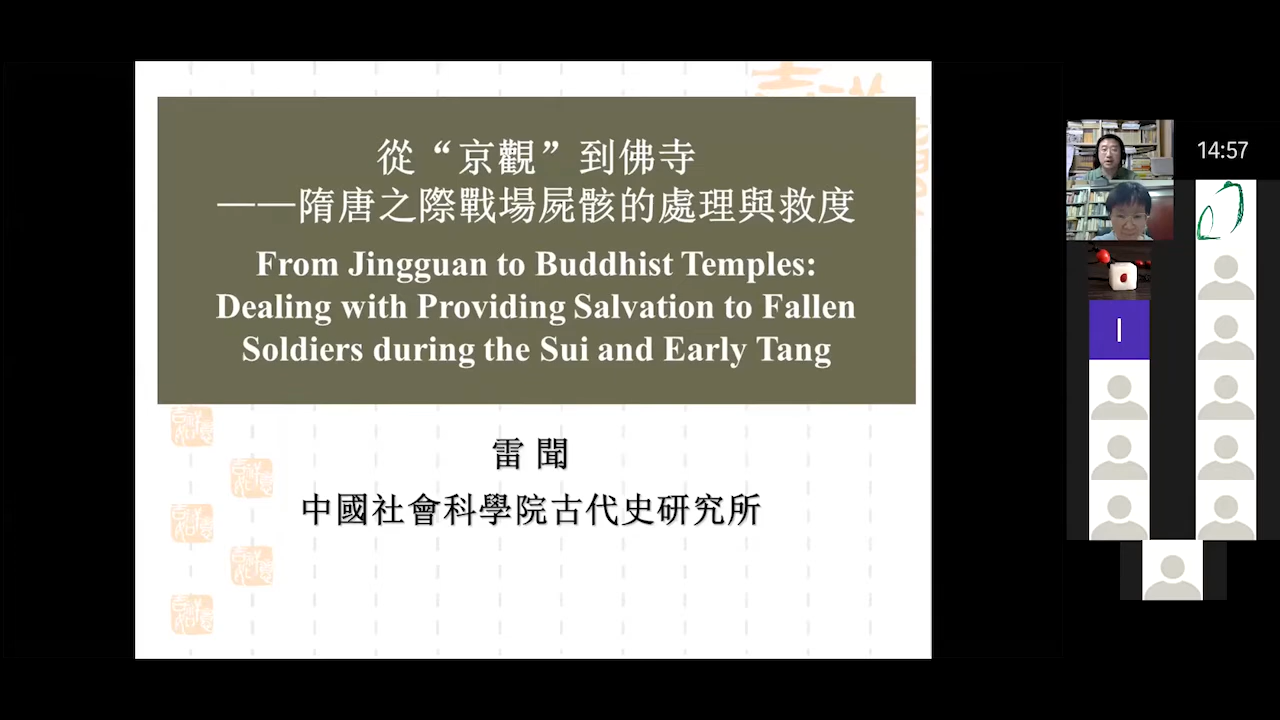 從“京觀”到佛寺
——隋唐之際戰場屍骸的處理與救度
From Jingguan to Buddhist Temples:
Dealing with Providing Salvation to Fallen
Soldiers during the Sui and Early Tang
雷 聞
中國社會科學院古代史研究所
14:57